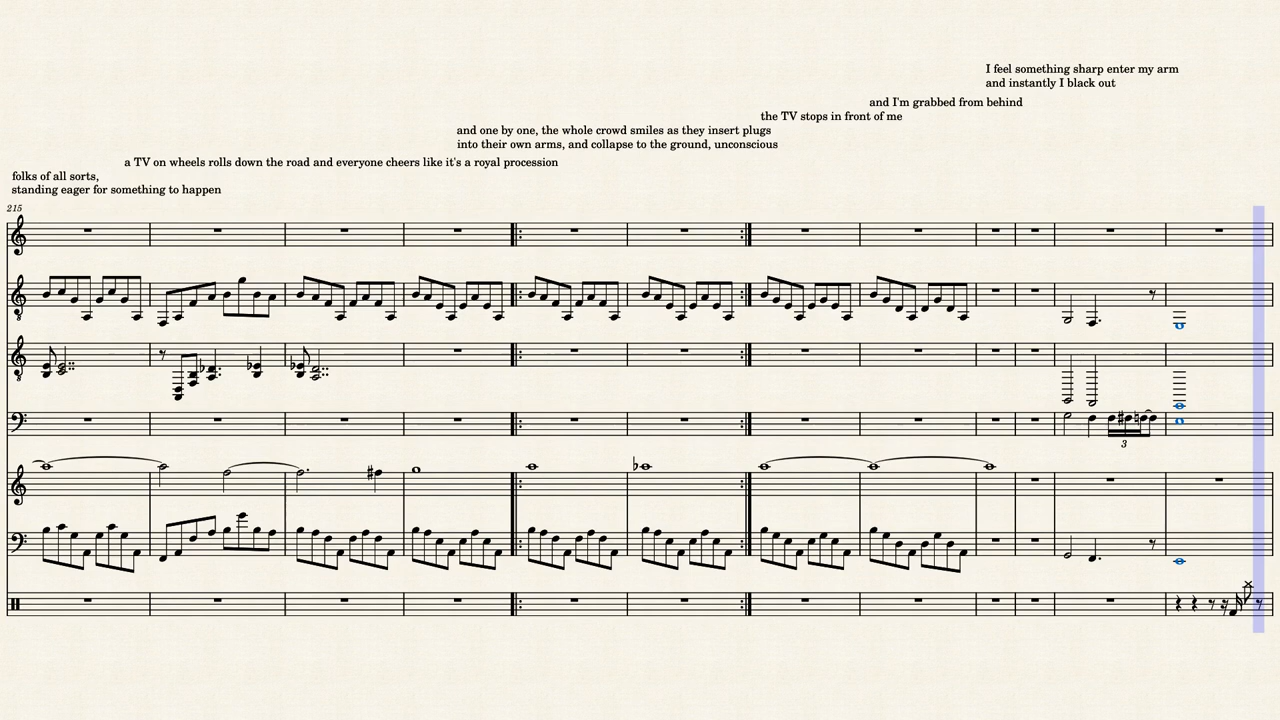 I feel something sharp enter my arm
and instantly I black out
and I'm grabbed from behind
the TV stops in front of me
and one by one, the whole crowd smiles as they insert plugs
into their own arms, and collapse to the ground, unconscious
a TV on wheels rolls down the road and everyone cheers like it's a royal procession
folks of all sorts,
standing eager for something to happen
215
3